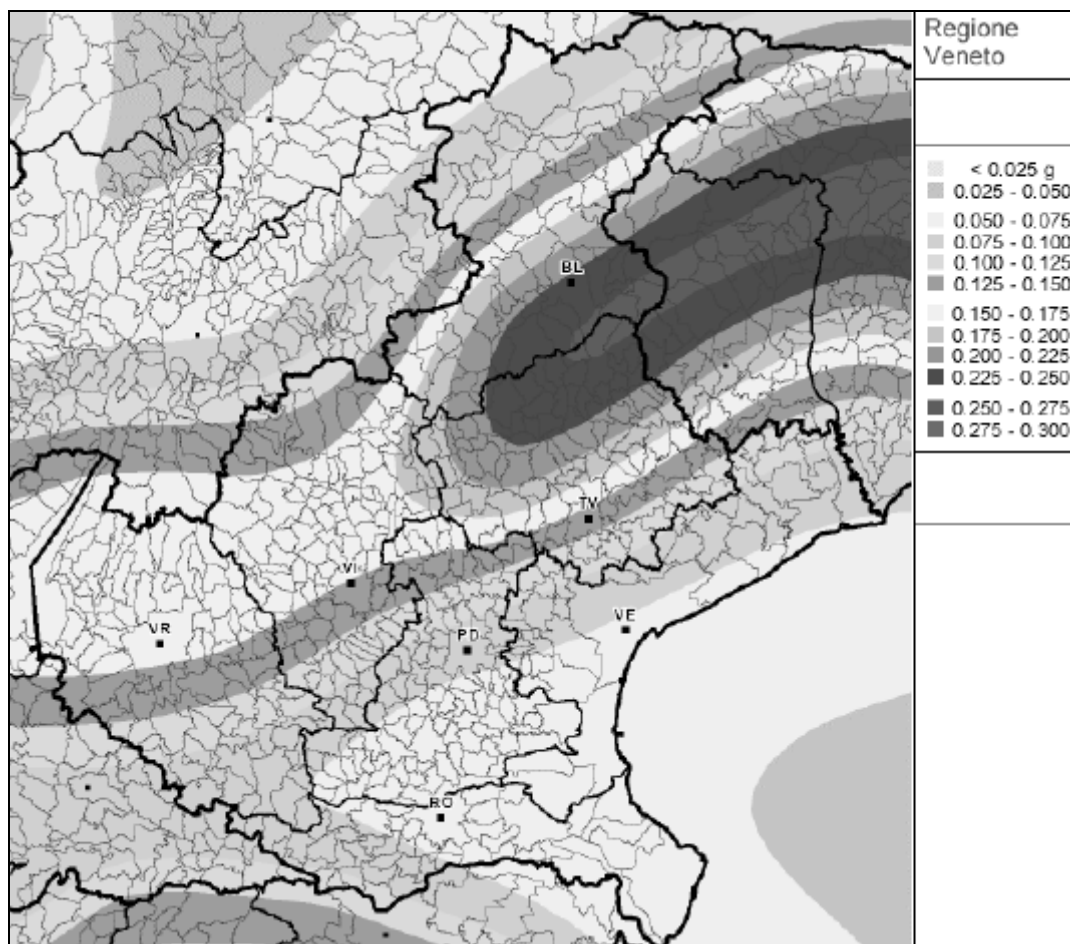 Regione
Veneto
< 0.025 g
0.025 - 0.050
0.050 - 0.075
0.075 - 0.100
0.100 - 0.125
0.125 - 0.150
0.150 - 0.175
0.175 - 0.200
0.200 - 0.225
0.225 - 0.250
0.250 - 0.275
0.275 - 0.300
BL
TV
VI
VE
VR
PD
RO